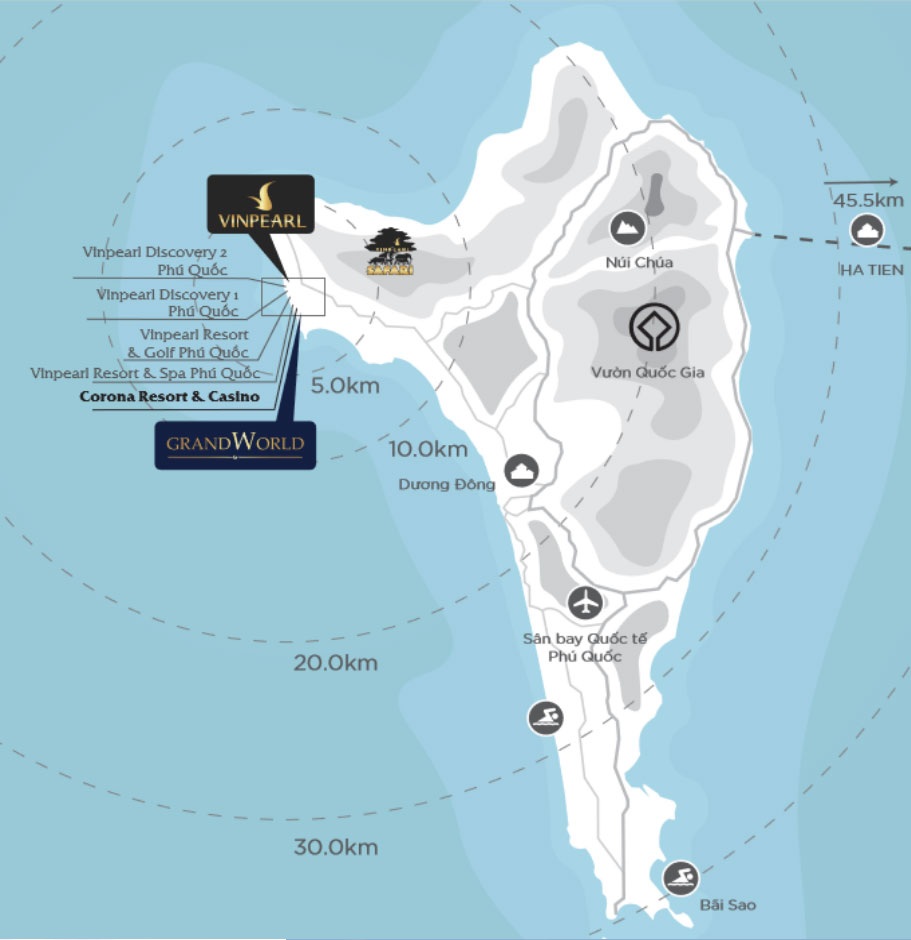 VINPEARL
Vinpearl Discovery 2
Phú Quốc
Vinpearl Discovery 1
Phú Quốc
Vinpearl Resort
& Golf Phú Quốc
Vinpearl Resort & Spa Phú Quốc
Corona Resort & Casino
GRANDWORLD
VINPEARL
SAFARI
Núi Chúa
45.5km
HA TIEN
Vườn Quốc Gia
5.0km
10.0km
Dương Đông
Sân bay Quốc tế
Phú Quốc
20.0km
30.0km
Bãi Sao